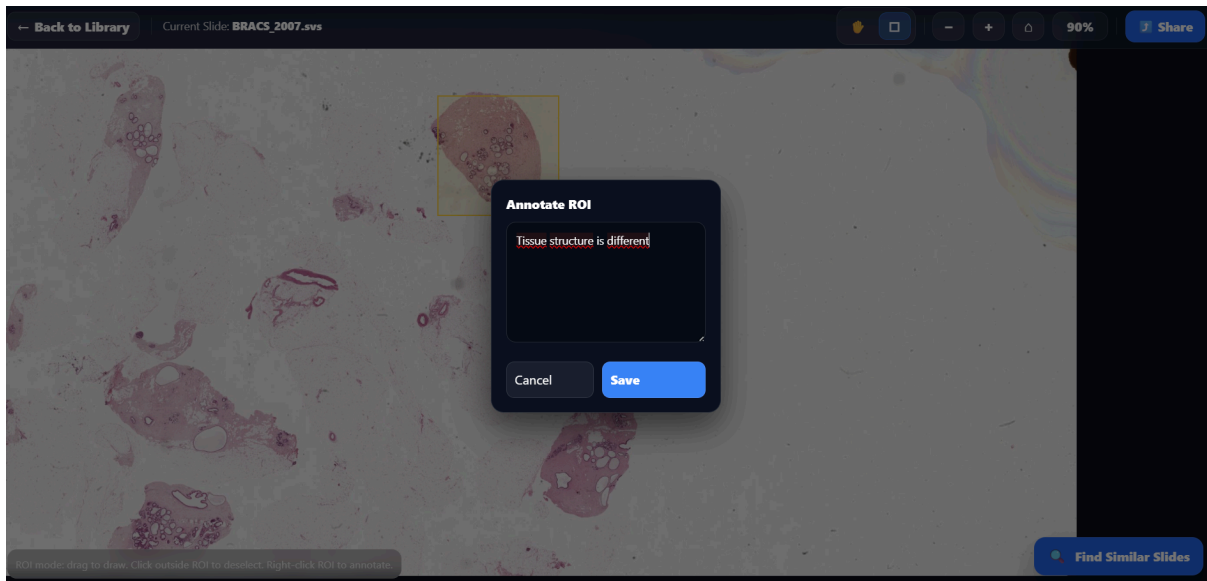 ← Back to Library
Current Slide: BRACS_2007.svs
90%
Share
Annotate ROI
Tissue structure is different
Cancel
Save
Find Similar Slides
ROI mode: drag to draw. Click outside ROI to deselect. Right-click ROI to annotate.